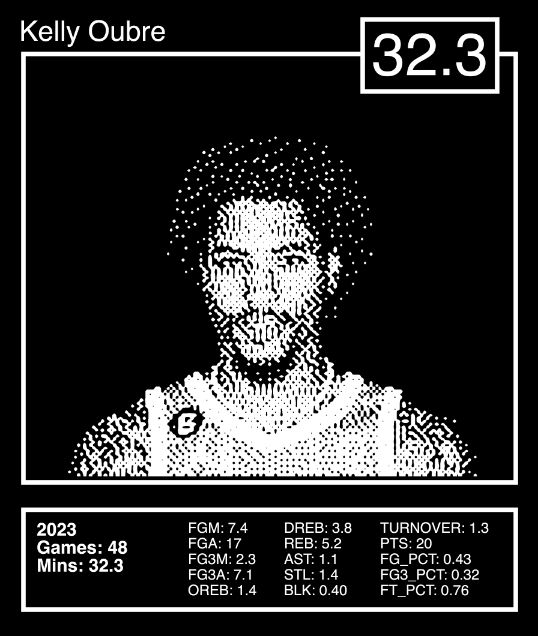 Kelly Oubre
32.3
2023
Games: 48
Mins: 32.3
FGM: 7.4
FGA: 17
FG3M: 2.3
FG3A: 7.1
OREB: 1.4
DREB: 3.8
REB: 5.2
AST: 1.1
STL: 1.4
BLK: 0.40
TURNOVER: 1.3
PTS: 20
FG_PCT: 0.43
FG3_PCT: 0.32
FT_PCT: 0.76